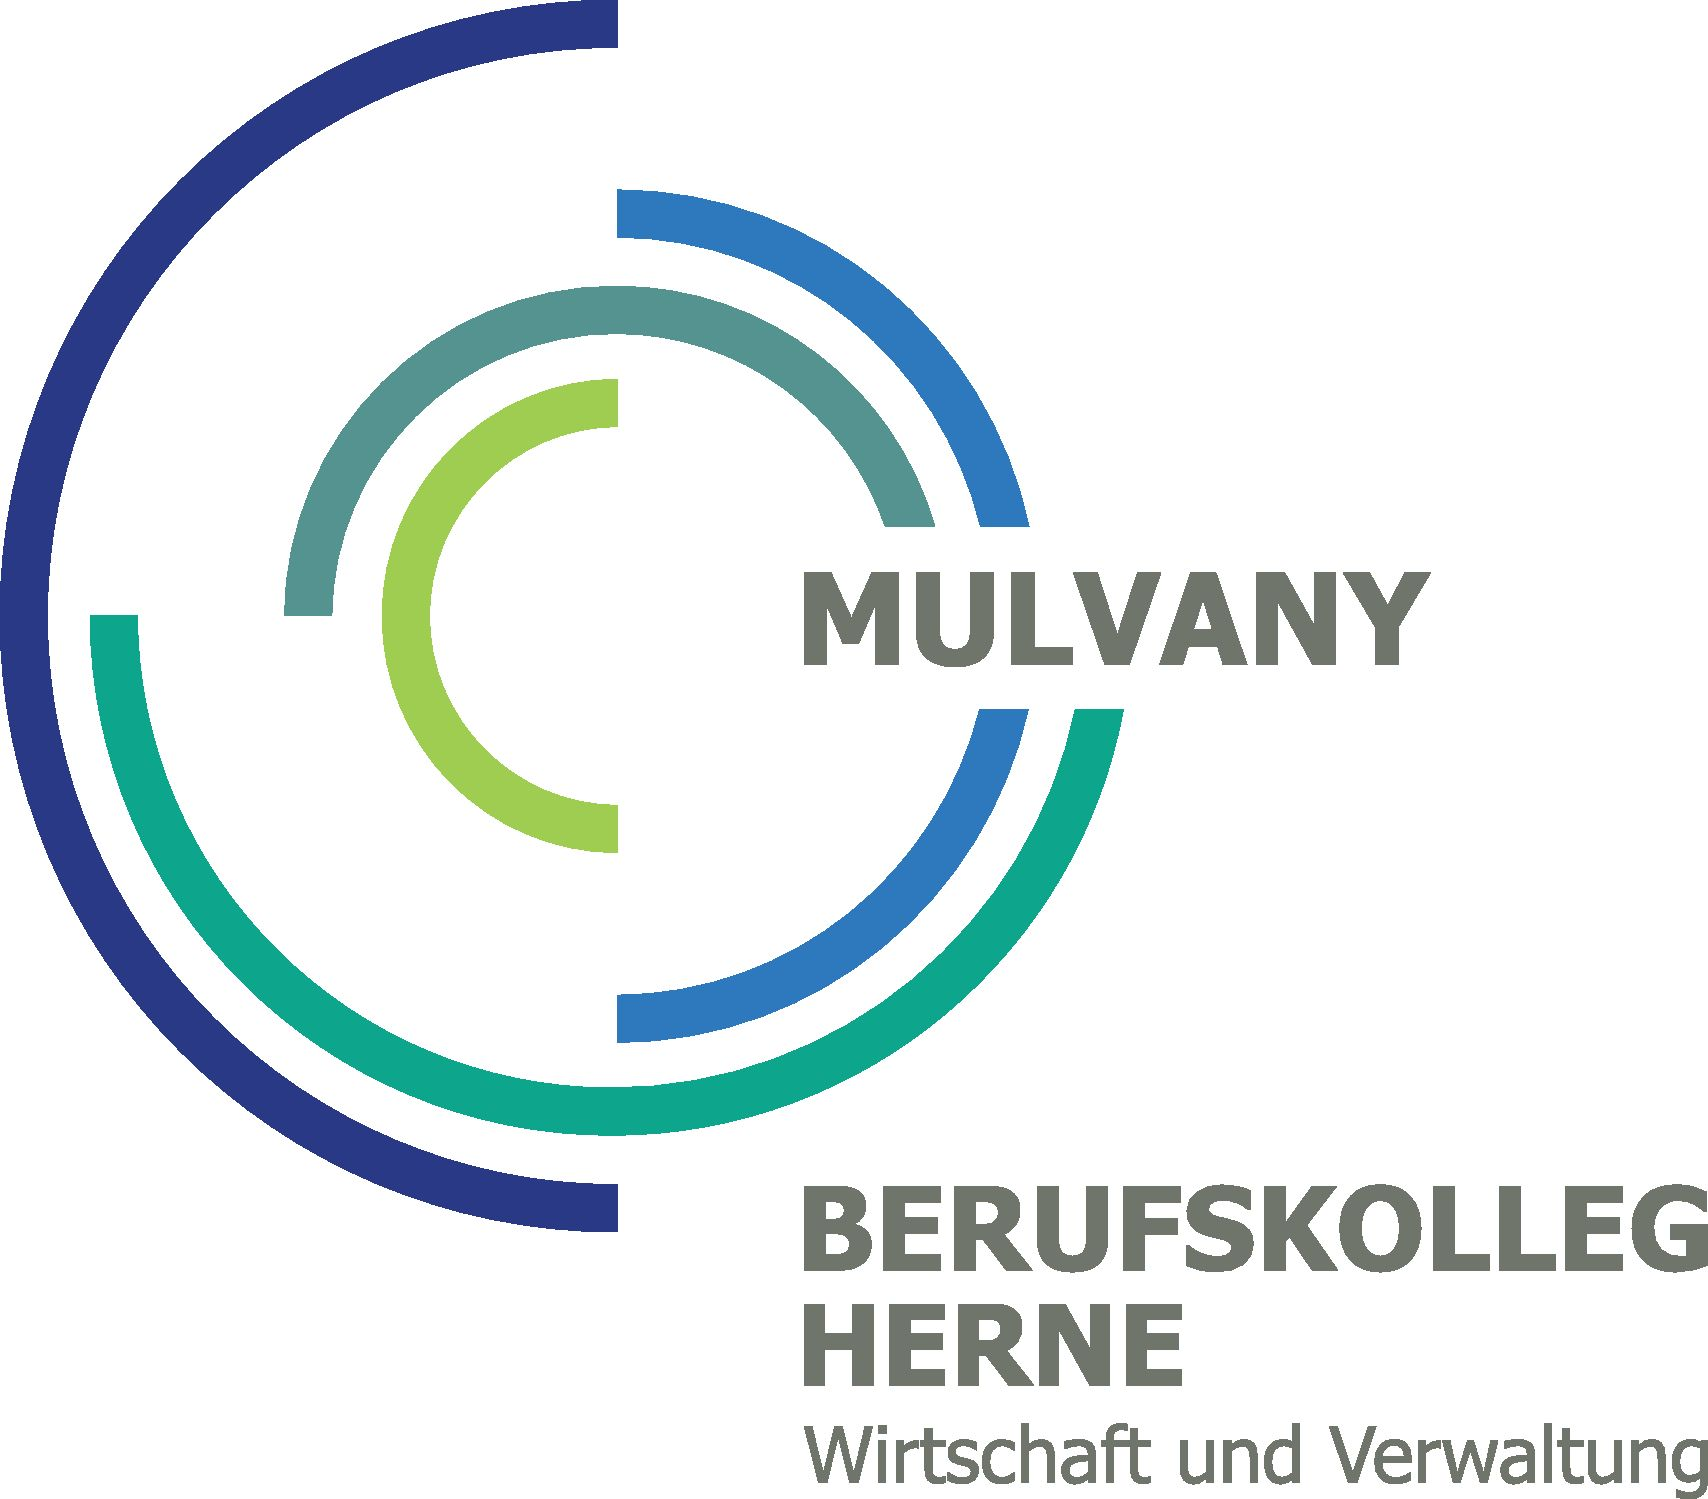 MULVANY
BERUFSKOLLEG
HERNE
Wirtschaft und Verwaltung